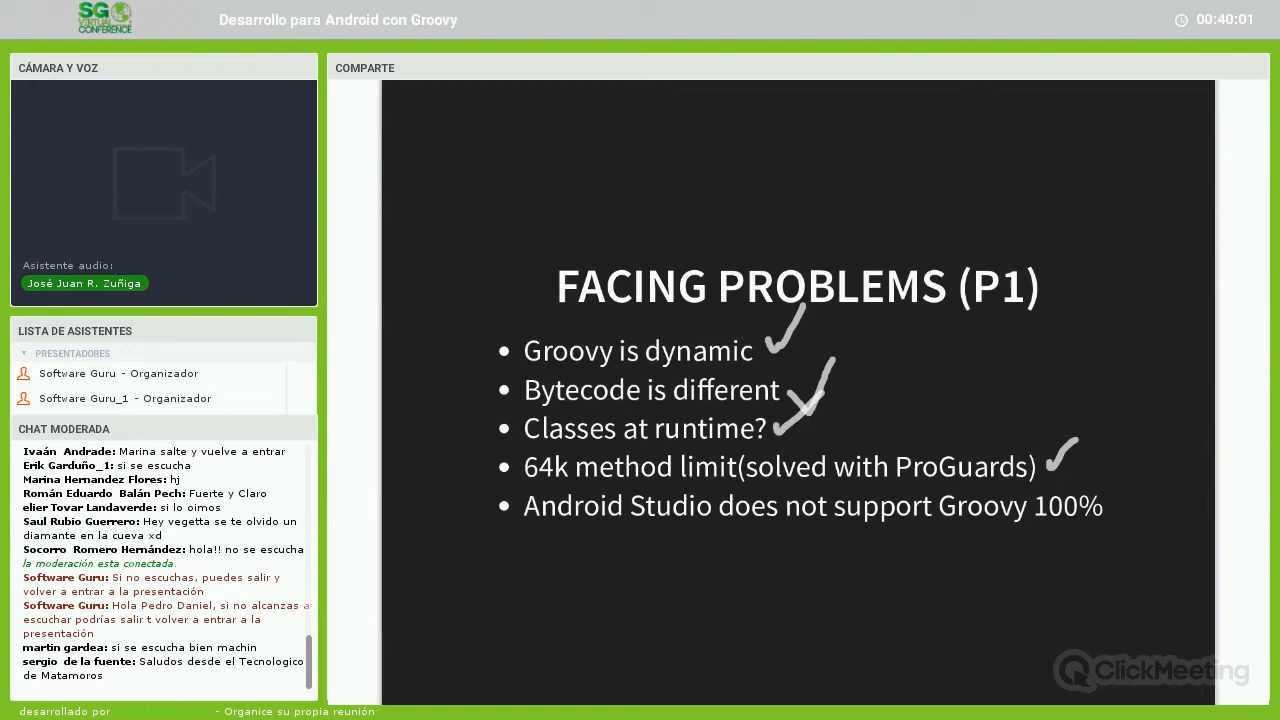 SG
VIRTUAL
CONFERENCE
Desarrollo para Android con Groovy
00:40:01
CÁMARA Y VOZ
Asistente audio:
José Juan R. Zuñiga
LISTA DE ASISTENTES
PRESENTADORES
Software Guru - Organizador
Software Guru_1 - Organizador
CHAT MODERADA
Ivaán Andrade: Marina salte y vuelve a entrar
Erik Garduño_1: si se escucha
Marina Hernandez Flores: hj
Román Eduardo Balán Pech: Fuerte y Claro
elier Tovar Landaverde: si lo oimos
Saul Rubio Guerrero: Hey vegetta se te olvido un
diamante en la cueva xd
Socorro Romero Hernández: hola!! no se escucha
la moderación esta conectada.
Software Guru: Si no escuchas, puedes salir y
volver a entrar a la presentación
Software Guru: Hola Pedro Daniel, si no alcanzas a
escuchar podrías salir t volver a entrar a la
presentación
martin gardea: si se escucha bien machin
sergio de la fuente: Saludos desde el Tecnologico
de Matamoros
desarrollado por - Organice su propia reunión
COMPARTE
FACING PROBLEMS (P1)
• Groovy is dynamic
• Bytecode is different
• Classes at runtime?
• 64k method limit(solved with ProGuards)
• Android Studio does not support Groovy 100%
ClickMeeting